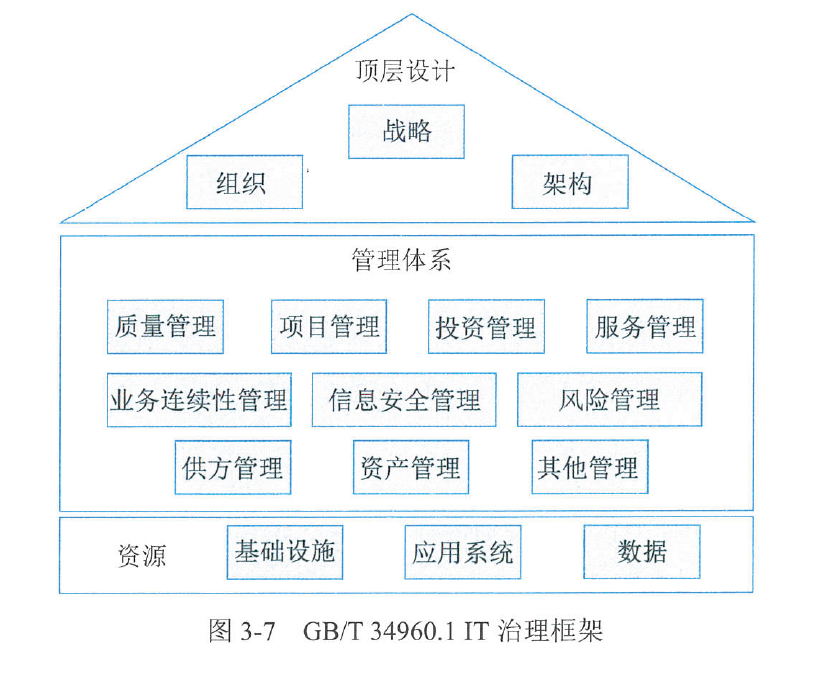 顶层设计
战略
组织 架构
管理体系
质量管理 项目管理 投资管理 服务管理
业务连续性管理 信息安全管理 风险管理
供方管理 资产管理 其他管理
资源 基础设施 应用系统 数据
图 3-7 GB/T 34960.1 IT 治理框架